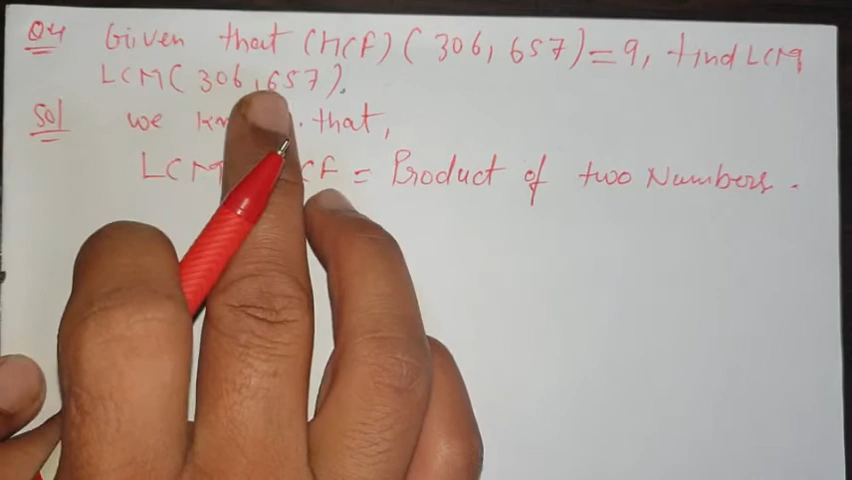 Q4 Given that (HCF) (306, 657) = 9, find LCM
LCM (306, 657).
Sol we that,
LCM = Product of two Numbers.